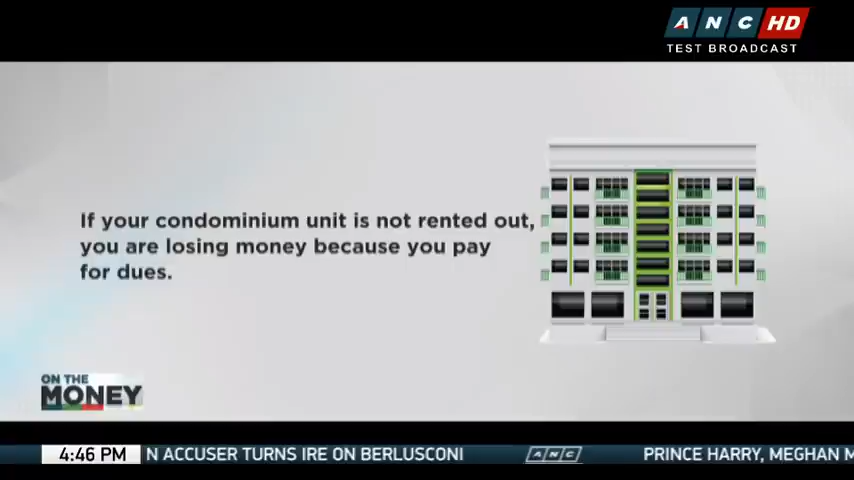 ANC HD
TEST BROADCAST
If your condominium unit is not rented out,
you are losing money because you pay
for dues.
ON THE
MONEY
4:46 PM N ACCUSER TURNS IRE ON BERLUSCONI ANC PRINCE HARRY, MEGHAN M